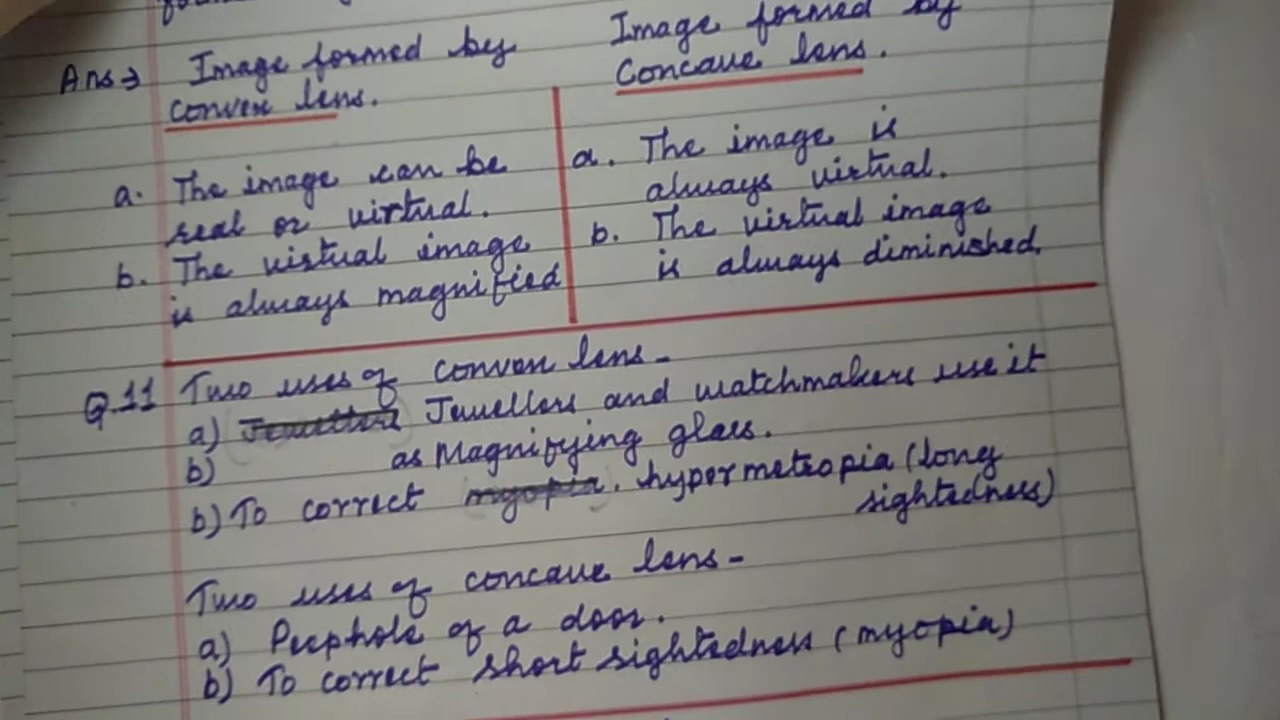 Ans → Image formed by
convex lens.
Image formed by
Concave lens.
a. The image can be
real or virtual.
b. The virtual image
is always magnified
a. The image is
always virtual.
b. The virtual image
is always diminished.
Q.11 Two uses of convex lens-
a) Jewellers and watchmakers use it
b) as Magnifying glass.
b) To correct myopia. hypermetropia (long
sightedness)
Two uses of concave lens-
a) Peephole of a door.
b) To correct short sightedness (myopia)